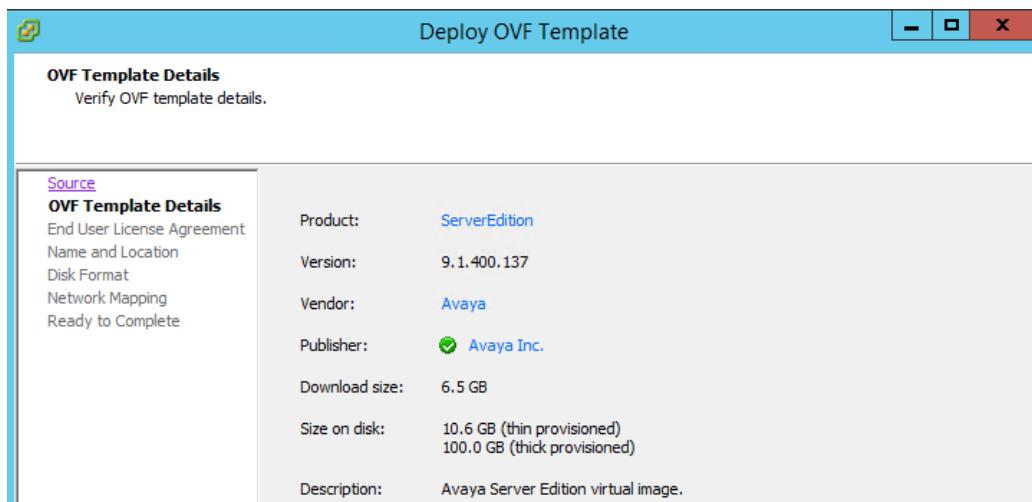 Deploy OVF Template
OVF Template Details
Verify OVF template details.
Source
OVF Template Details
End User License Agreement
Name and Location
Disk Format
Network Mapping
Ready to Complete
Product: ServerEdition
Version: 9.1.400.137
Vendor: Avaya
Publisher: Avaya Inc.
Download size: 6.5 GB
Size on disk: 10.6 GB (thin provisioned)
100.0 GB (thick provisioned)
Description: Avaya Server Edition virtual image.